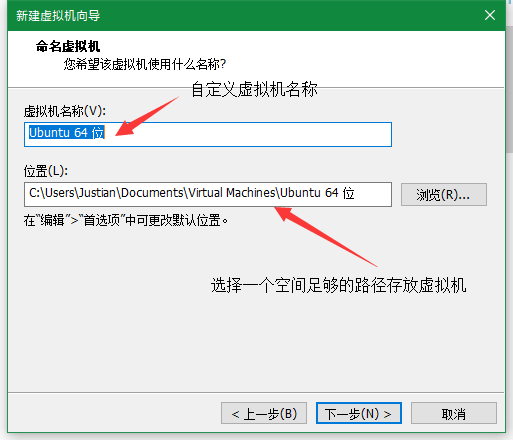 新建虚拟机向导
命名虚拟机
您希望该虚拟机使用什么名称?
自定义虚拟机名称
虚拟机名称(V):
Ubuntu 64 位
位置(L):
C:\Users\Justian\Documents\Virtual Machines\Ubuntu 64 位
浏览(R)...
在“编辑”>“首选项”中可更改默认位置。
选择一个空间足够的路径存放虚拟机
< 上一步(B)
下一步(N) >
取消